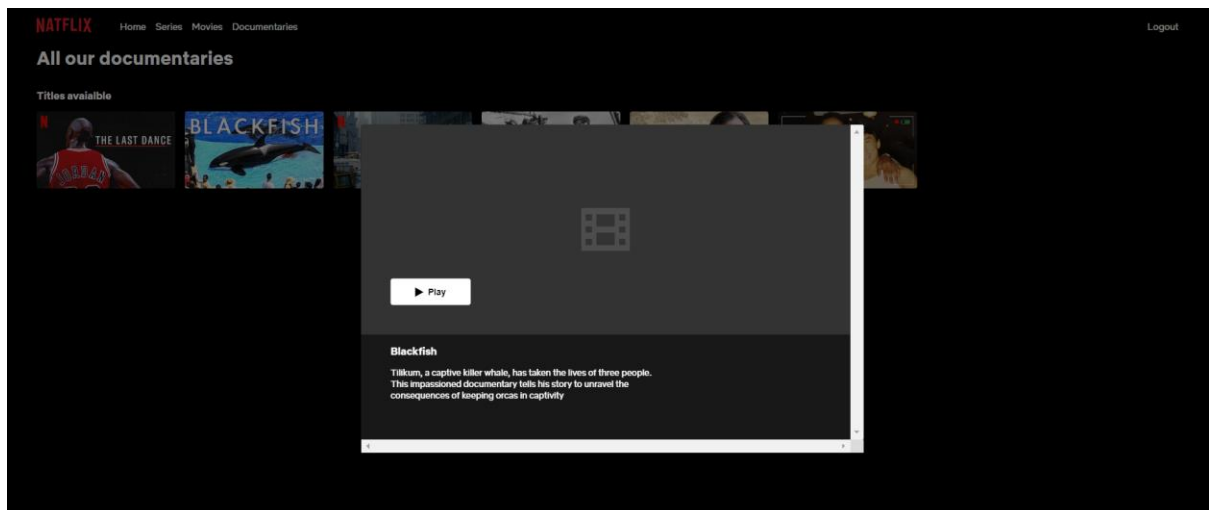 NATFLIX Home Series Movies Documentaries Logout
All our documentaries
Titles avaialble
THE LAST DANCE
BLACKFISH
Play
Blackfish
Tilikum, a captive killer whale, has taken the lives of three people.
This impassioned documentary tells his story to unravel the
consequences of keeping orcas in captivity